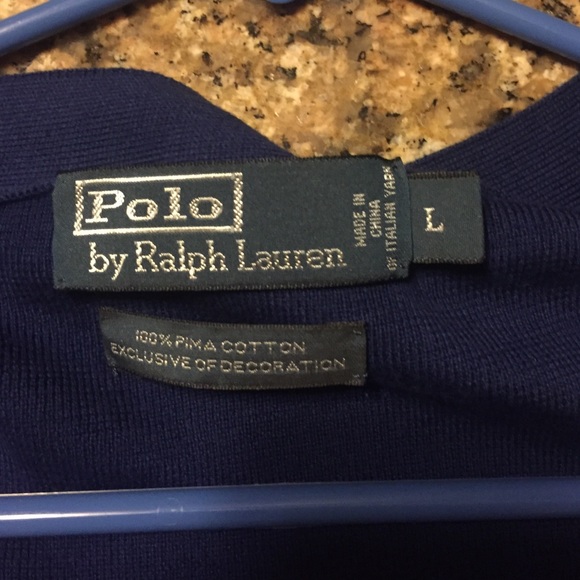 Polo
by Ralph Lauren
MADE IN
CHINA
OF ITALIAN YARN
L
100% PIMA COTTON
EXCLUSIVE OF DECORATION